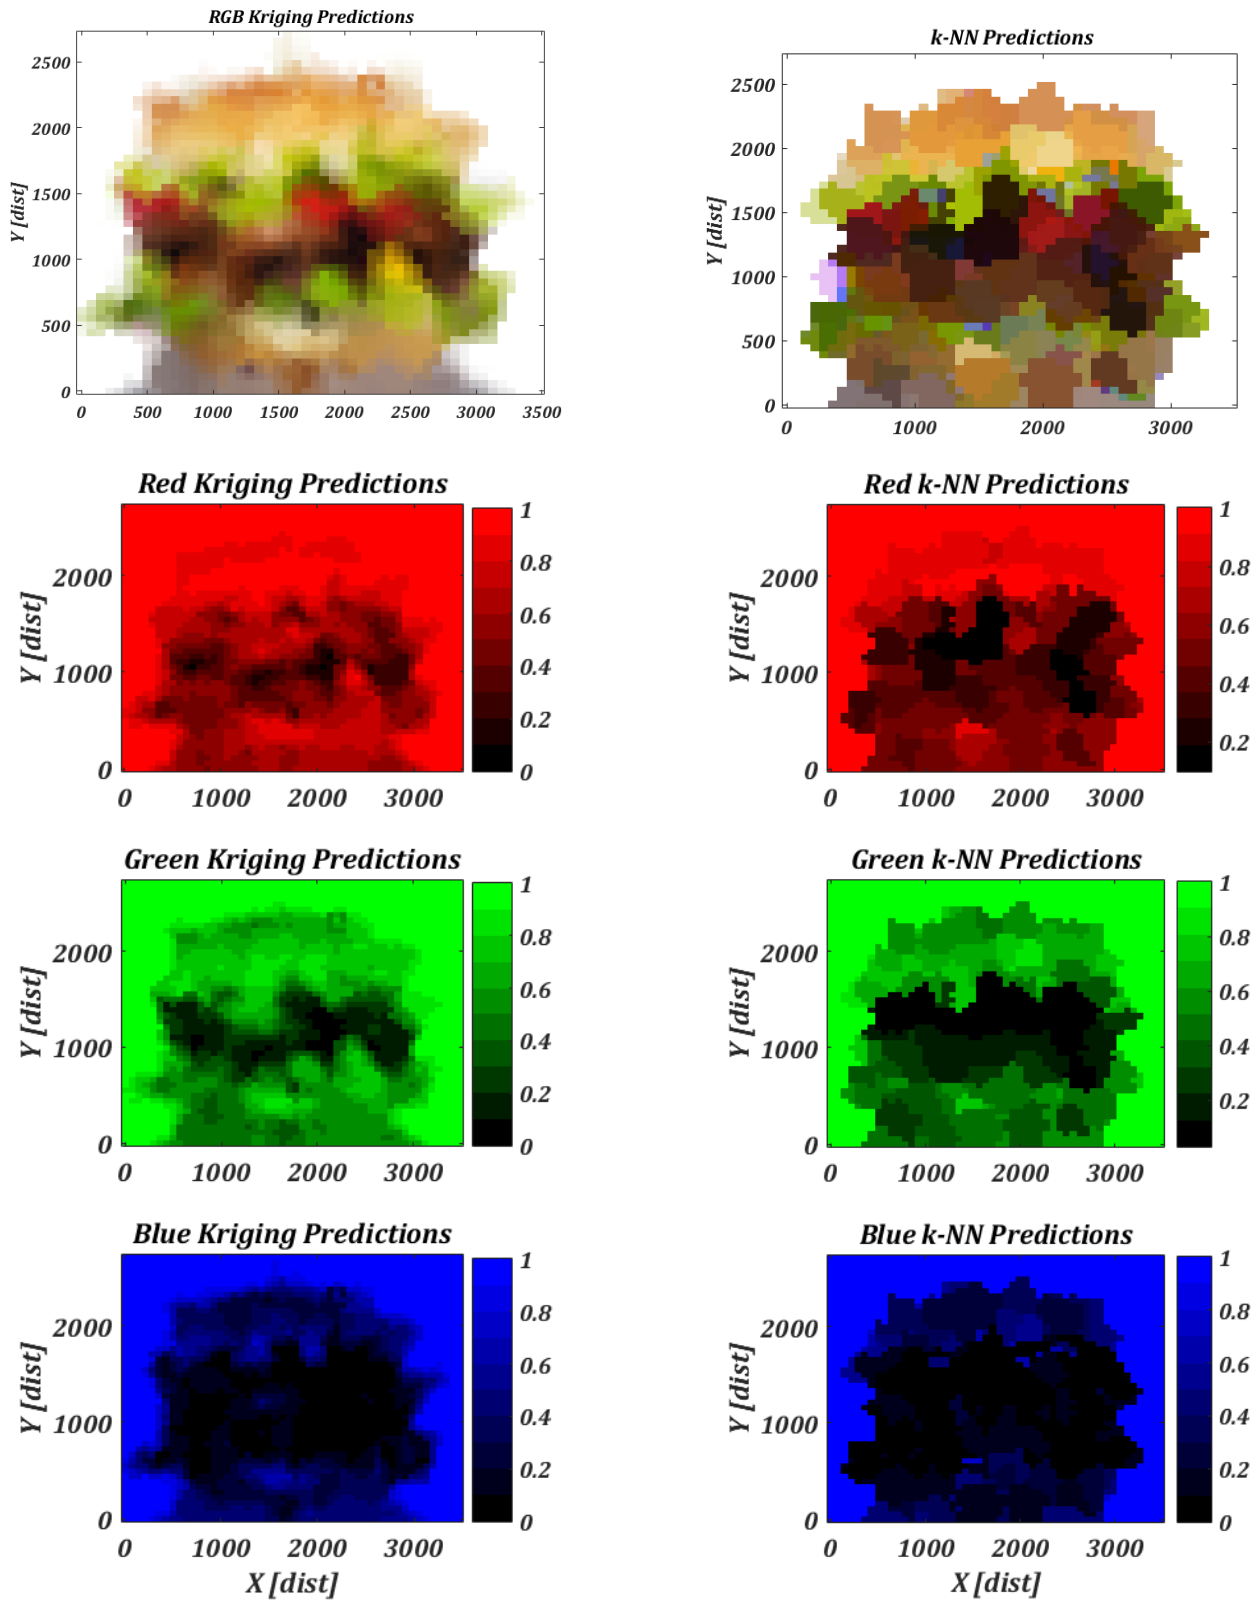 RGB Kriging Predictions
k-NN Predictions
2500
2000
1500
1000
500
0
Y [dist]
0 500 1000 1500 2000 2500 3000 3500
2500
2000
1500
1000
500
0
Y [dist]
0 1000 2000 3000
Red Kriging Predictions
2000
1000
0
Y [dist]
0 1000 2000 3000
1
0.8
0.6
0.4
0.2
0
Red k-NN Predictions
2000
1000
0
Y [dist]
0 1000 2000 3000
1
0.8
0.6
0.4
0.2
Green Kriging Predictions
2000
1000
0
Y [dist]
0 1000 2000 3000
1
0.8
0.6
0.4
0.2
0
Green k-NN Predictions
2000
1000
0
Y [dist]
0 1000 2000 3000
1
0.8
0.6
0.4
0.2
Blue Kriging Predictions
2000
1000
0
Y [dist]
0 1000 2000 3000
X [dist]
1
0.8
0.6
0.4
0.2
0
Blue k-NN Predictions
2000
1000
0
Y [dist]
0 1000 2000 3000
X [dist]
1
0.8
0.6
0.4
0.2
0